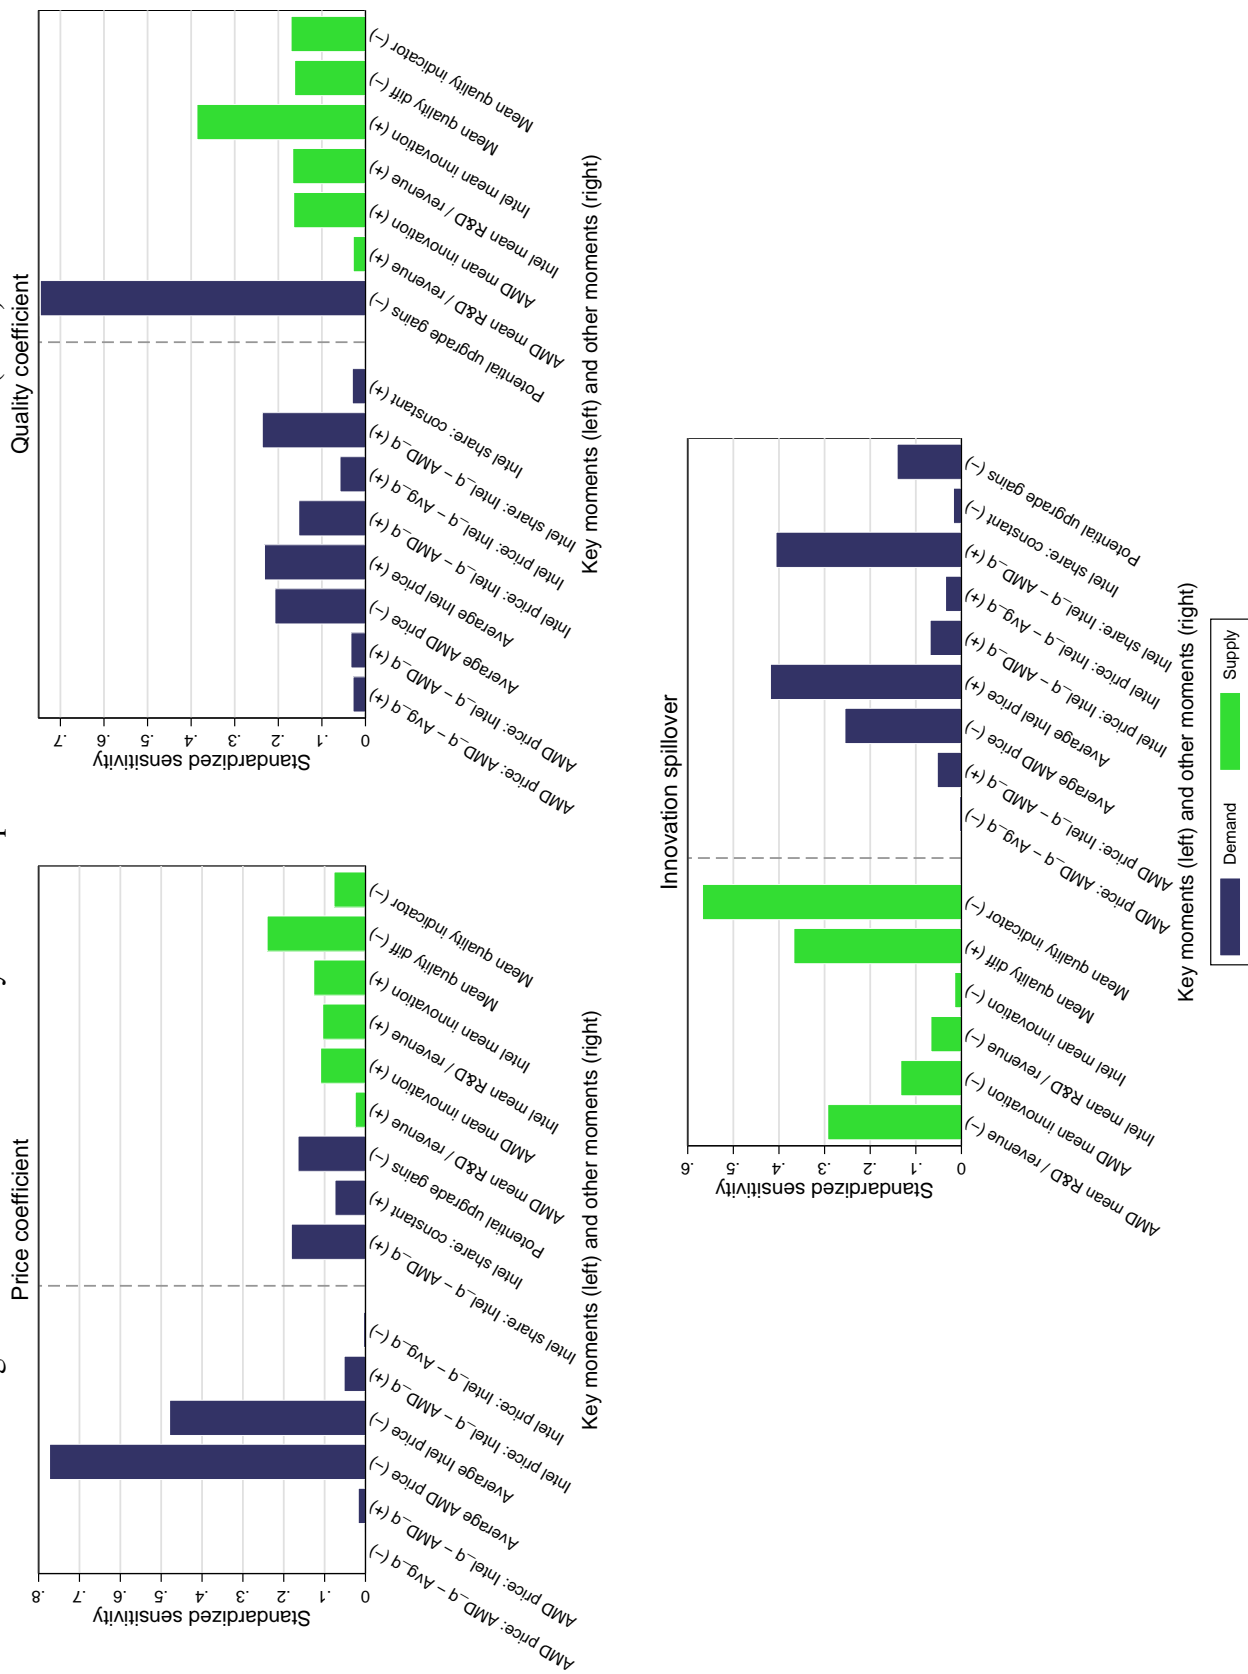 Price coefficient
Standardized sensitivity
0
.1
.2
.3
.4
.5
.6
.7
.8
AMD price: AMD_q − Avg_q (−)
AMD price: Intel_q − AMD_q (+)
Average AMD price (−)
Average Intel price (−)
Intel price: Intel_q − AMD_q (+)
Intel price: Intel_q − Avg_q (−)
Intel share: Intel_q − AMD_q (+)
Intel share: constant (+)
Potential upgrade gains (−)
AMD mean R&D / revenue (+)
AMD mean innovation (+)
Intel mean R&D / revenue (+)
Intel mean innovation (+)
Mean quality diff (−)
Mean quality indicator (−)
Key moments (left) and other moments (right)
Quality coefficient
Standardized sensitivity
0
.1
.2
.3
.4
.5
.6
.7
AMD price: AMD_q − Avg_q (+)
AMD price: Intel_q − AMD_q (+)
Average AMD price (−)
Average Intel price (+)
Intel price: Intel_q − AMD_q (+)
Intel price: Intel_q − Avg_q (+)
Intel share: Intel_q − AMD_q (+)
Intel share: constant (+)
Potential upgrade gains (−)
AMD mean R&D / revenue (+)
AMD mean innovation (+)
Intel mean R&D / revenue (+)
Intel mean innovation (+)
Mean quality diff (−)
Mean quality indicator (−)
Key moments (left) and other moments (right)
Innovation spillover
Standardized sensitivity
0
.1
.2
.3
.4
.5
.6
AMD mean R&D / revenue (−)
AMD mean innovation (−)
Intel mean R&D / revenue (−)
Intel mean innovation (−)
Mean quality diff (+)
Mean quality indicator (−)
AMD price: AMD_q − Avg_q (−)
AMD price: Intel_q − AMD_q (+)
Average AMD price (−)
Average Intel price (+)
Intel price: Intel_q − AMD_q (+)
Intel price: Intel_q − Avg_q (+)
Intel share: Intel_q − AMD_q (+)
Intel share: constant (−)
Potential upgrade gains (−)
Key moments (left) and other moments (right)
Demand
Supply